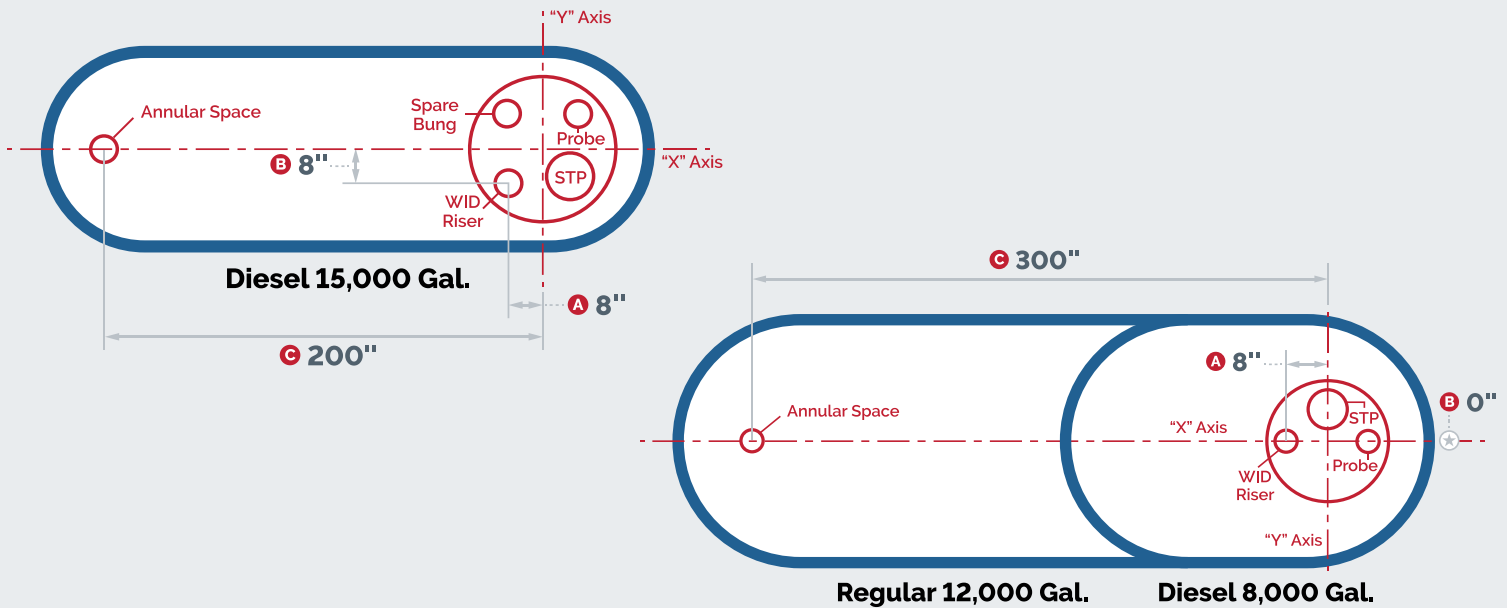 “Y” Axis
Annular Space
Spare
Bung
Probe
“X” Axis
B 8"
STP
WID
Riser
Diesel 15,000 Gal.
A 8"
C 200"
C 300"
A 8"
B 0"
Annular Space
STP
“X” Axis
Probe
WID
Riser
“Y” Axis
Regular 12,000 Gal.
Diesel 8,000 Gal.